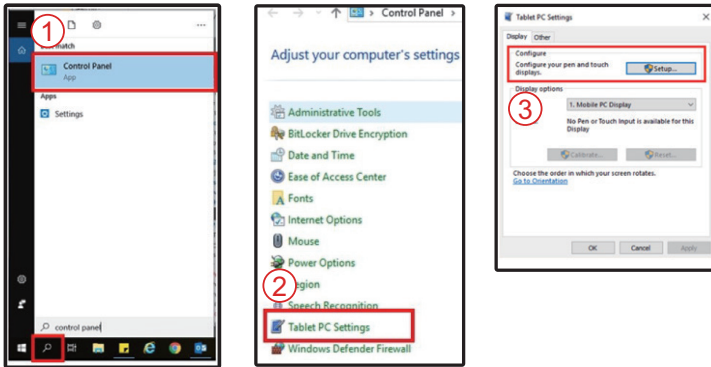 1
match
Control Panel
App
Apps
Settings
control panel
Control Panel
Adjust your computer's settings
Administrative Tools
BitLocker Drive Encryption
Date and Time
Ease of Access Center
Fonts
Internet Options
Mouse
Power Options
2
Speech Recognition
Tablet PC Settings
Windows Defender Firewall
Tablet PC Settings
Display Other
Configure
Configure your pen and touch
displays.
Setup...
Display options
3
1. Mobile PC Display
No Pen or Touch Input is available for this
Display
Calibrate... Reset...
Choose the order in which your screen rotates.
Go to Orientation
OK Cancel Apply